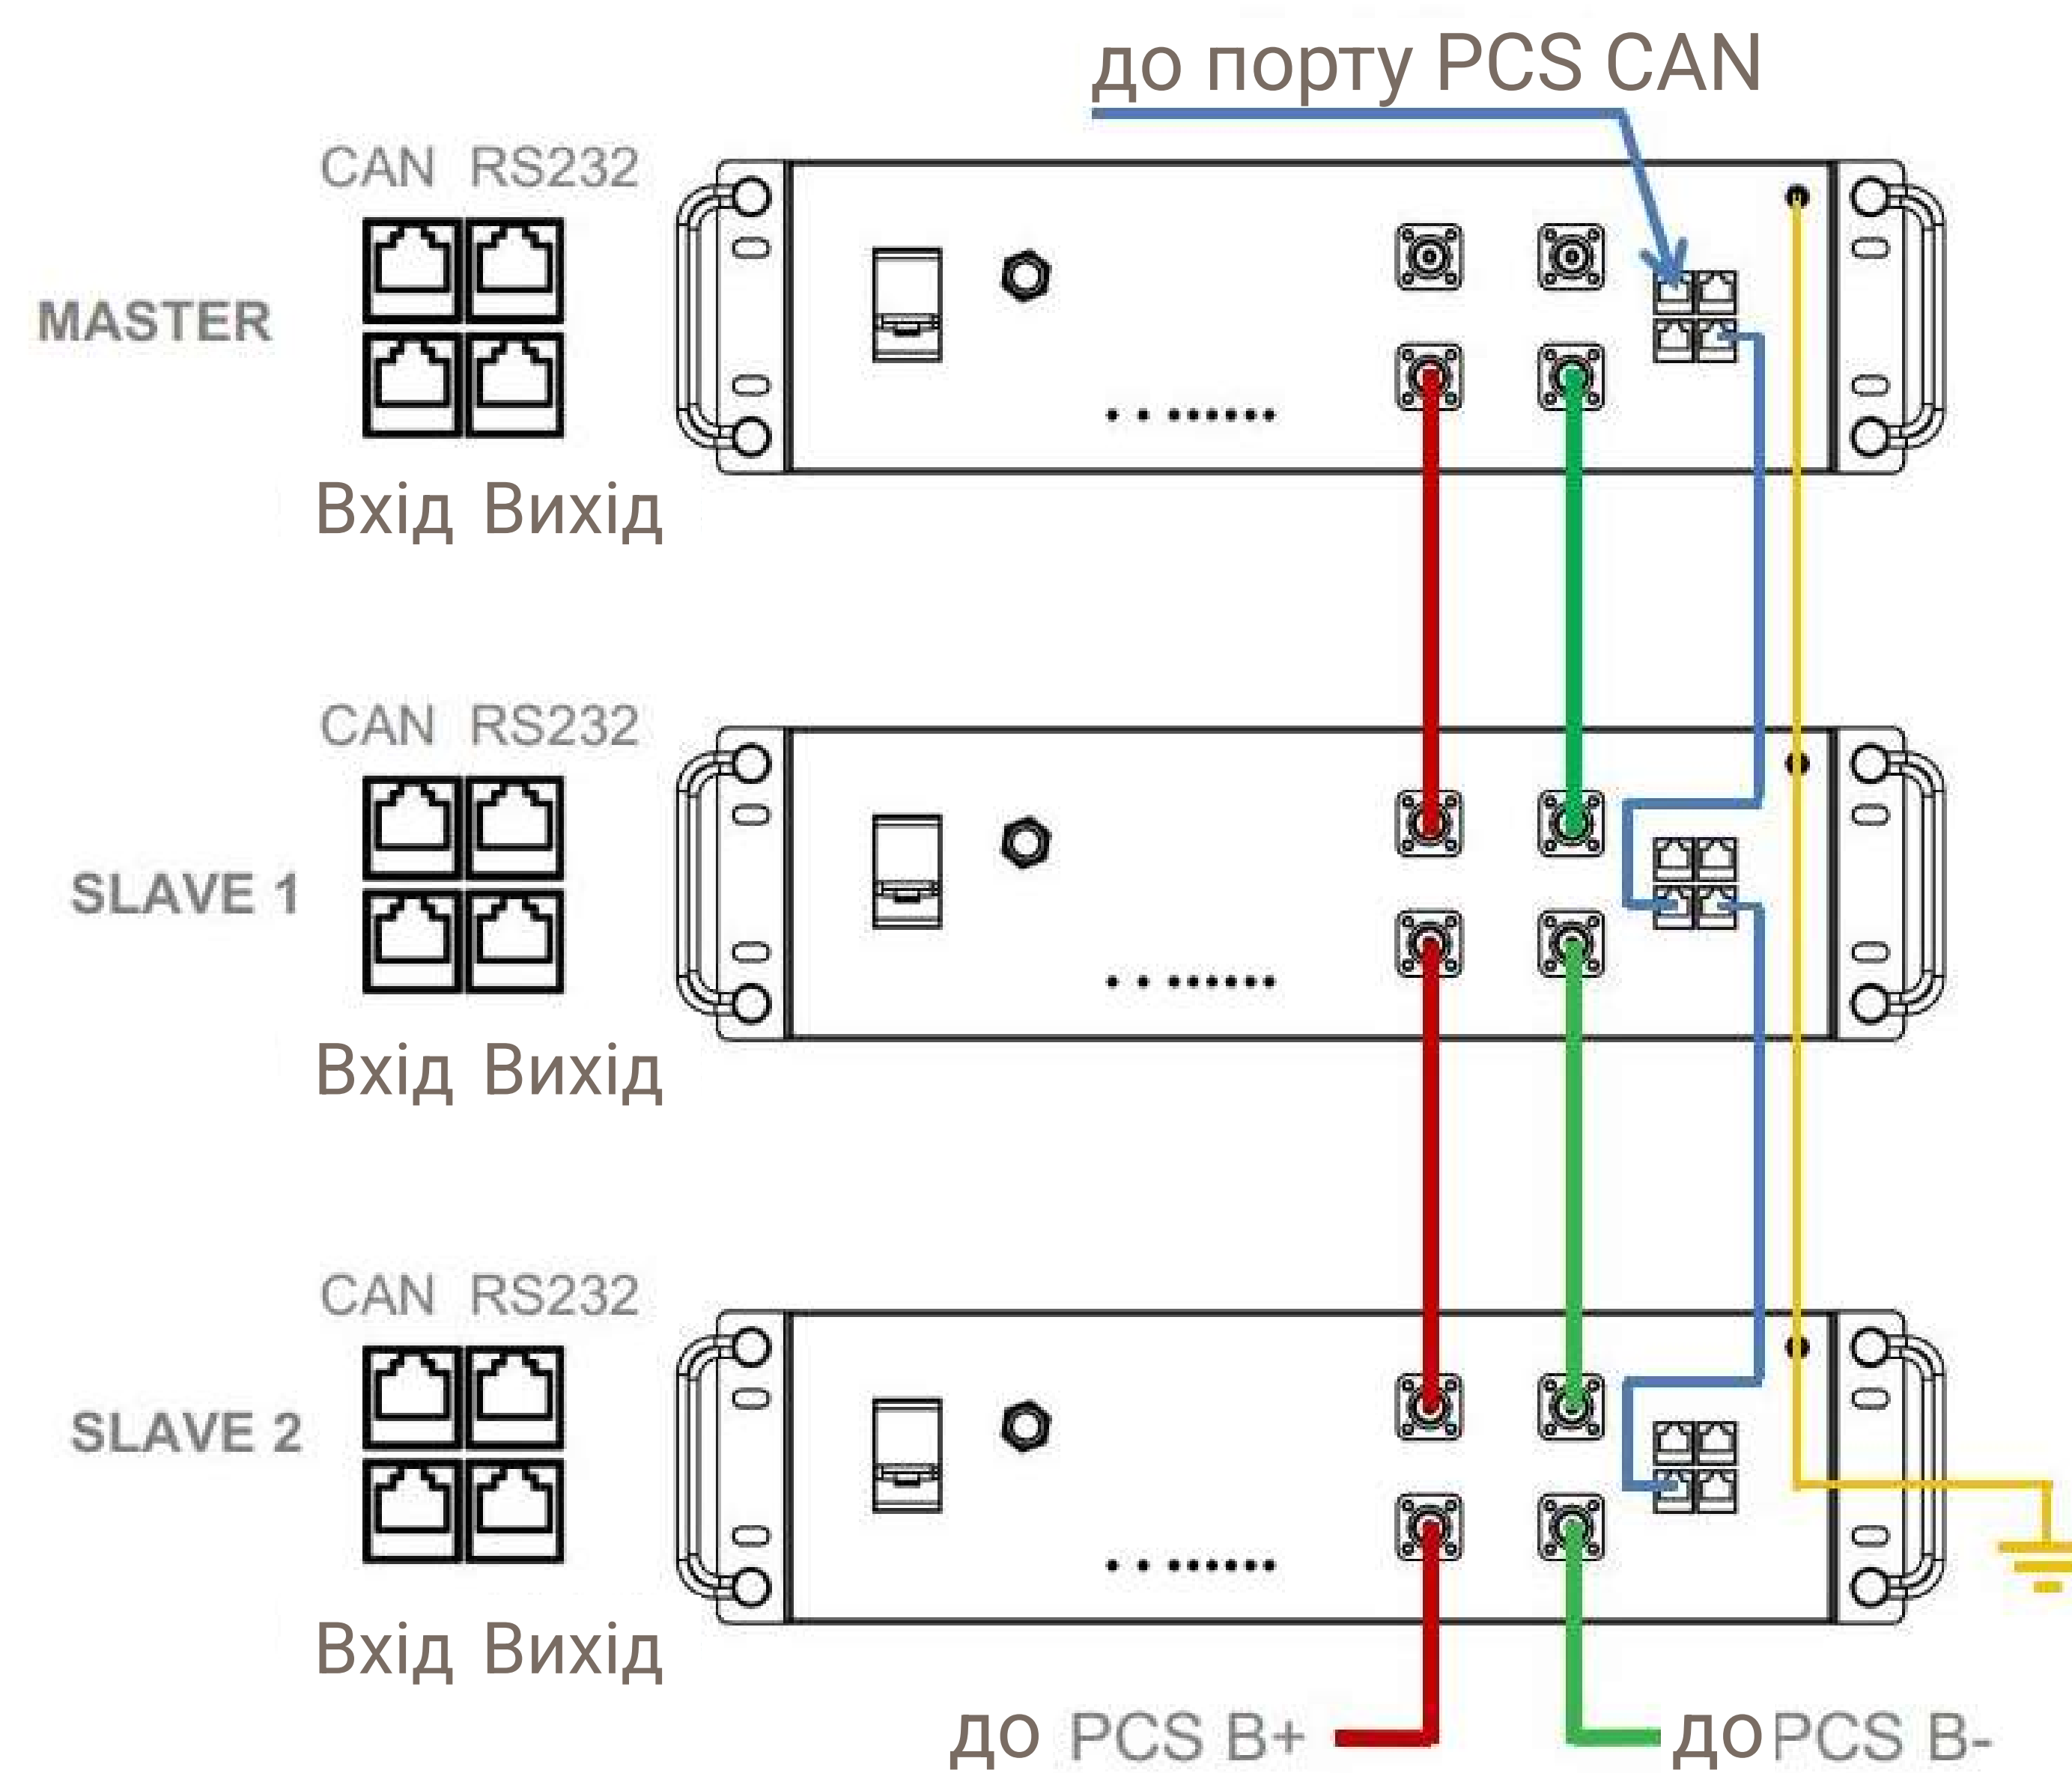 до порту PCS CAN
CAN RS232
MASTER
Вхід Вихід
CAN RS232
SLAVE 1
Вхід Вихід
CAN RS232
SLAVE 2
Вхід Вихід
до PCS B+
до PCS B-